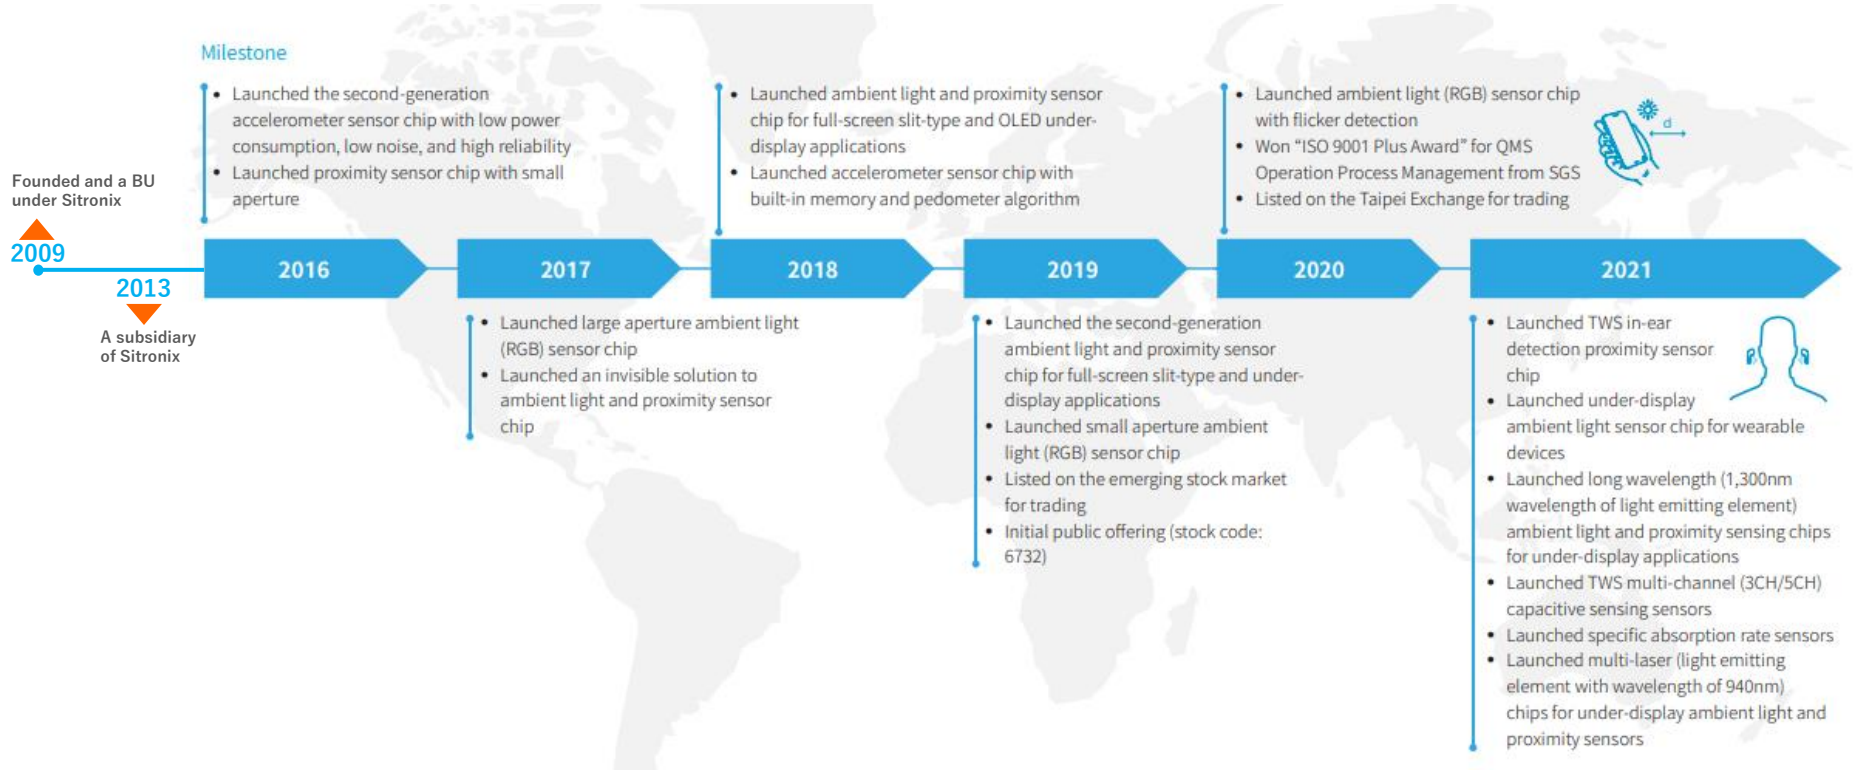 Milestone
Founded and a BU
under Sitronix
2009
2013
A subsidiary
of Sitronix
• Launched the second-generation
accelerometer sensor chip with low power
consumption, low noise, and high reliability
• Launched proximity sensor chip with small
aperture
2016
2017
• Launched large aperture ambient light
(RGB) sensor chip
• Launched an invisible solution to
ambient light and proximity sensor
chip
• Launched ambient light and proximity sensor
chip for full-screen slit-type and OLED under-
display applications
• Launched accelerometer sensor chip with
built-in memory and pedometer algorithm
2018
2019
• Launched the second-generation
ambient light and proximity sensor
chip for full-screen slit-type and under-
display applications
• Launched small aperture ambient
light (RGB) sensor chip
• Listed on the emerging stock market
for trading
• Initial public offering (stock code:
6732)
• Launched ambient light (RGB) sensor chip
with flicker detection
• Won “ISO 9001 Plus Award” for QMS
Operation Process Management from SGS
• Listed on the Taipei Exchange for trading
d
2020
2021
• Launched TWS in-ear
detection proximity sensor
chip
• Launched under-display
ambient light sensor chip for wearable
devices
• Launched long wavelength (1,300nm
wavelength of light emitting element)
ambient light and proximity sensing chips
for under-display applications
• Launched TWS multi-channel (3CH/5CH)
capacitive sensing sensors
• Launched specific absorption rate sensors
• Launched multi-laser (light emitting
element with wavelength of 940nm)
chips for under-display ambient light and
proximity sensors